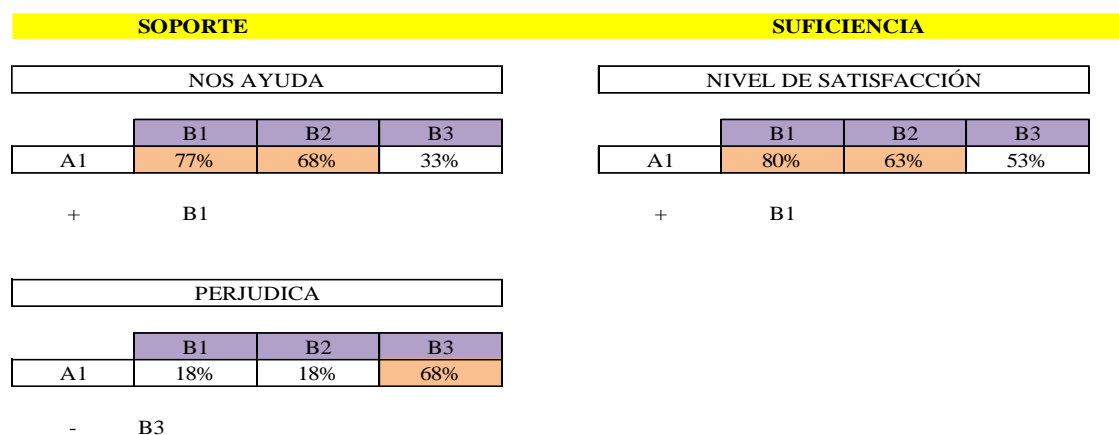 SOPORTE SUFICIENCIA
NOS AYUDA NIVEL DE SATISFACCIÓN
B1 B2 B3 B1 B2 B3
A1 77% 68% 33% A1 80% 63% 53%
+ B1 + B1
PERJUDICA
B1 B2 B3
A1 18% 18% 68%
- B3